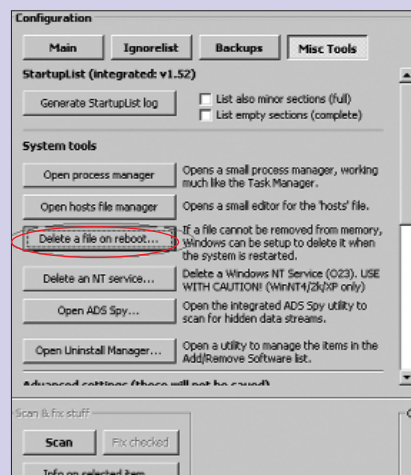 Configuration
Main Ignorelist Backups Misc Tools
StartupList (integrated: v1.52)
Generate StartupList log
List also minor sections (full)
List empty sections (complete)
System tools
Open process manager
Opens a small process manager, working
much like the Task Manager.
Open hosts file manager
Opens a small editor for the 'hosts' file.
Delete a file on reboot...
If a file cannot be removed from memory,
Windows can be setup to delete it when
the system is restarted.
Delete an NT service...
Delete a Windows NT Service (O23). USE
WITH CAUTION! (WinNT4/2k/XP only)
Open ADS Spy...
Open the integrated ADS Spy utility to
scan for hidden data streams.
Open Uninstall Manager...
Open a utility to manage the items in the
Add/Remove Software list.
Advanced settings (these will not be saved)
Scan & fix stuff
Scan Fix checked
Info on selected item